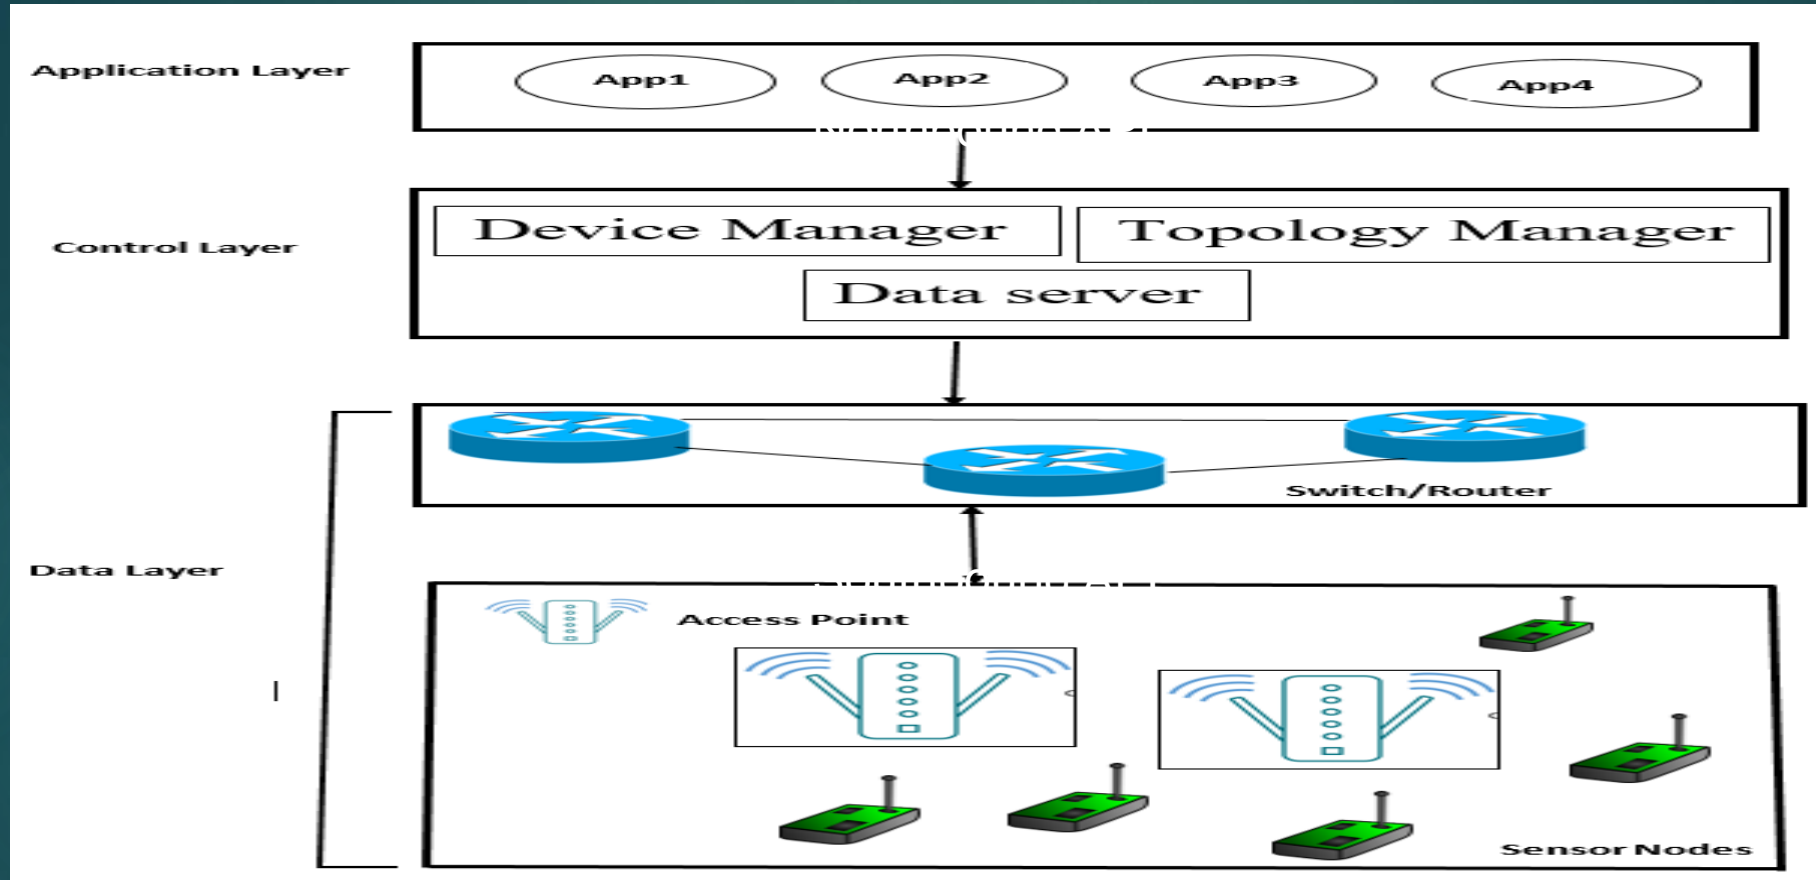 Application Layer
App1
App2
App3
App4
Control Layer
Device Manager
Topology Manager
Data server
Switch/Router
Data Layer
Access Point
Sensor Nodes